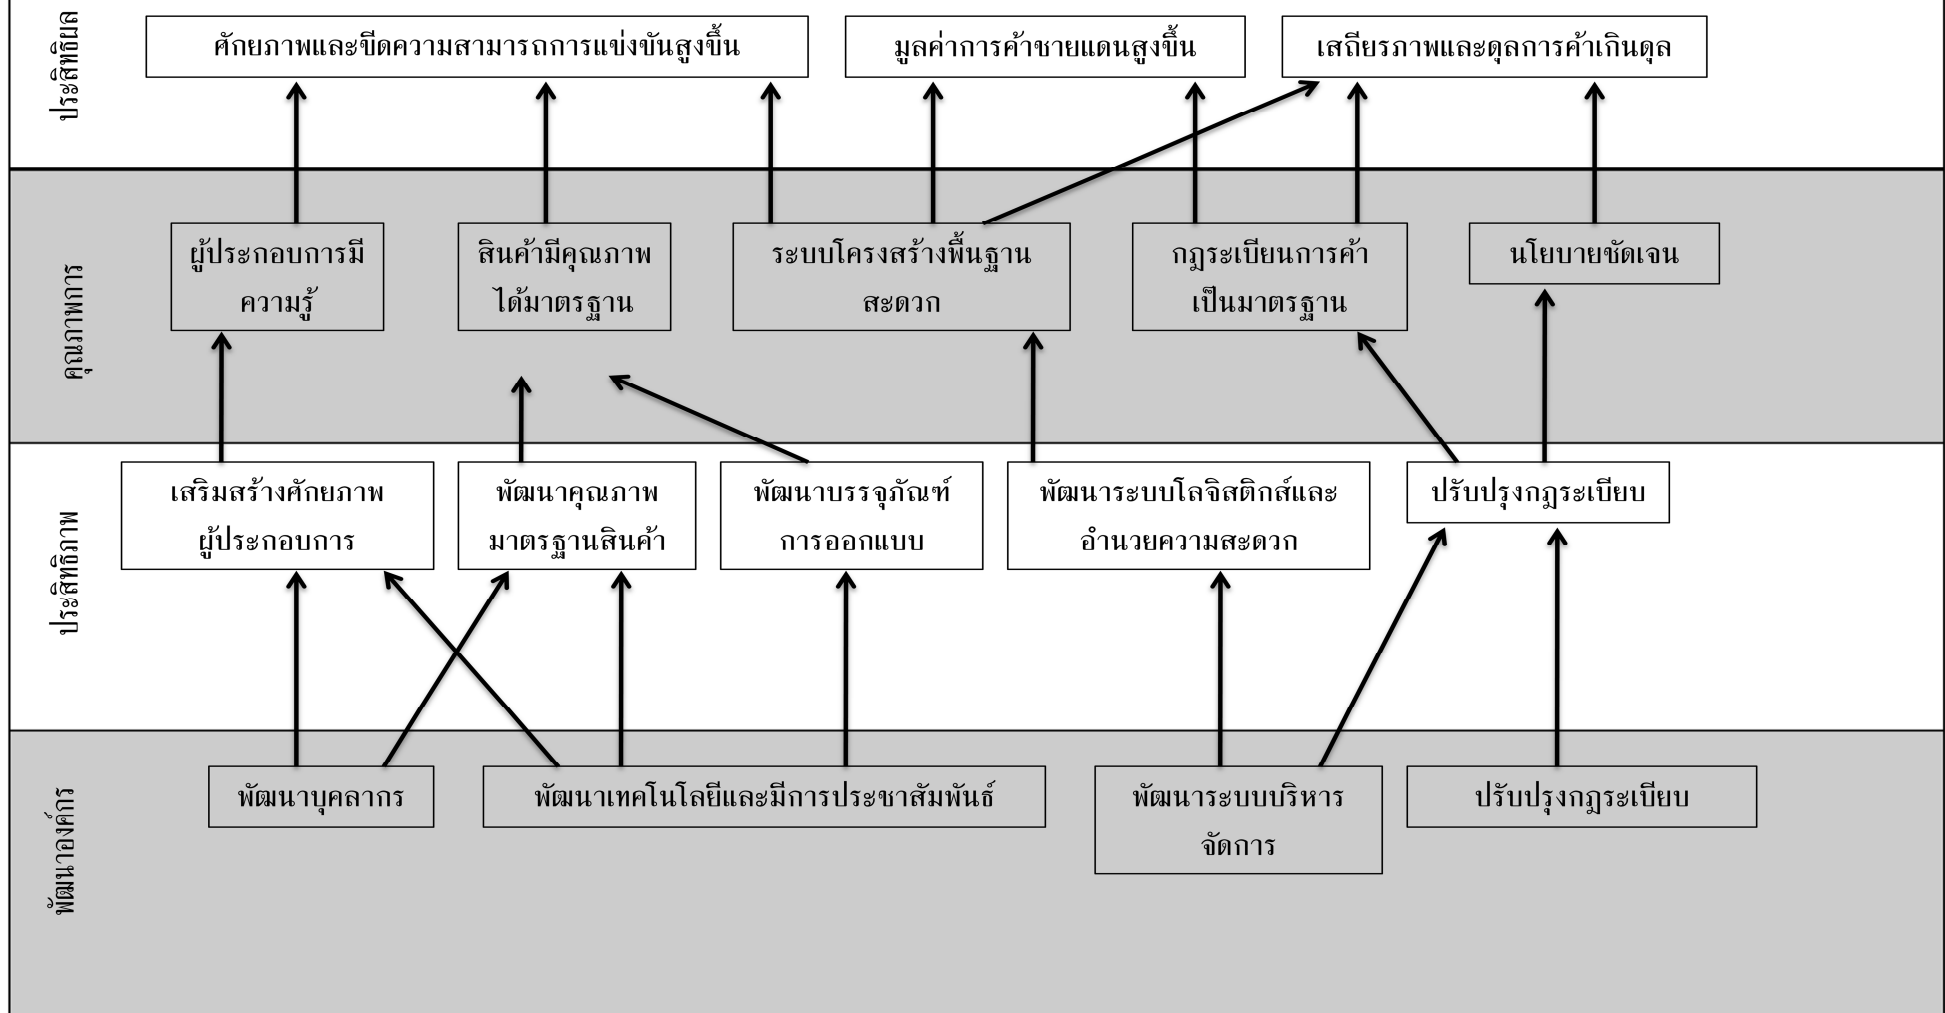 ประสิทธิผล
ศักยภาพและขีดความสามารถการแข่งขันสูงขึ้น
มูลค่าการค้าชายแดนสูงขึ้น
เสถียรภาพและดุลการค้าเกินดุล
คุณภาพการ
ผู้ประกอบการมี
ความรู้
สินค้ามีคุณภาพ
ได้มาตรฐาน
ระบบโครงสร้างพื้นฐาน
สะดวก
กฎระเบียนการค้า
เป็นมาตรฐาน
นโยบายชัดเจน
ประสิทธิภาพ
เสริมสร้างศักยภาพ
ผู้ประกอบการ
พัฒนาคุณภาพ
มาตรฐานสินค้า
พัฒนาบรรจุภัณฑ์
การออกแบบ
พัฒนาระบบโลจิสติกส์และ
อำนวยความสะดวก
ปรับปรุงกฎระเบียบ
พัฒนาองค์กร
พัฒนาบุคลากร
พัฒนาเทคโนโลยีและมีการประชาสัมพันธ์
พัฒนาระบบบริหาร
จัดการ
ปรับปรุงกฎระเบียบ